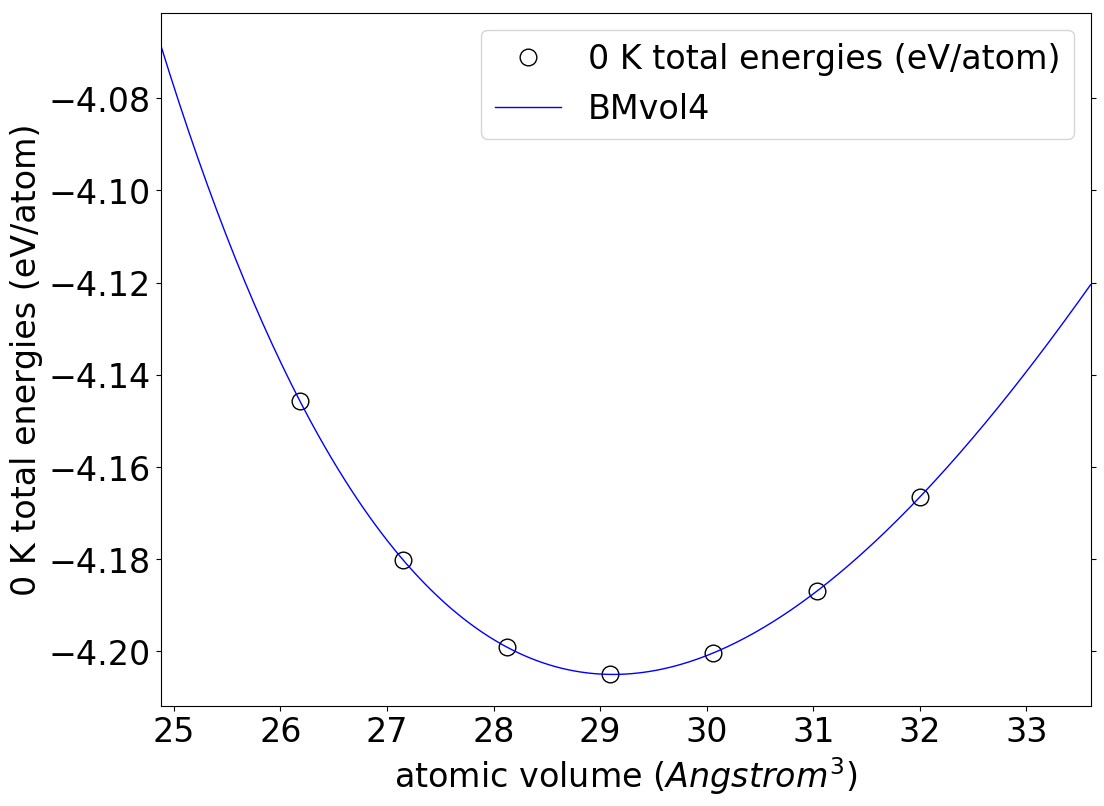 0 K total energies (eV/atom)
BMvol4
0 K total energies (eV/atom)
−4.08
−4.10
−4.12
−4.14
−4.16
−4.18
−4.20
25 26 27 28 29 30 31 32 33
atomic volume (Angstrom³)